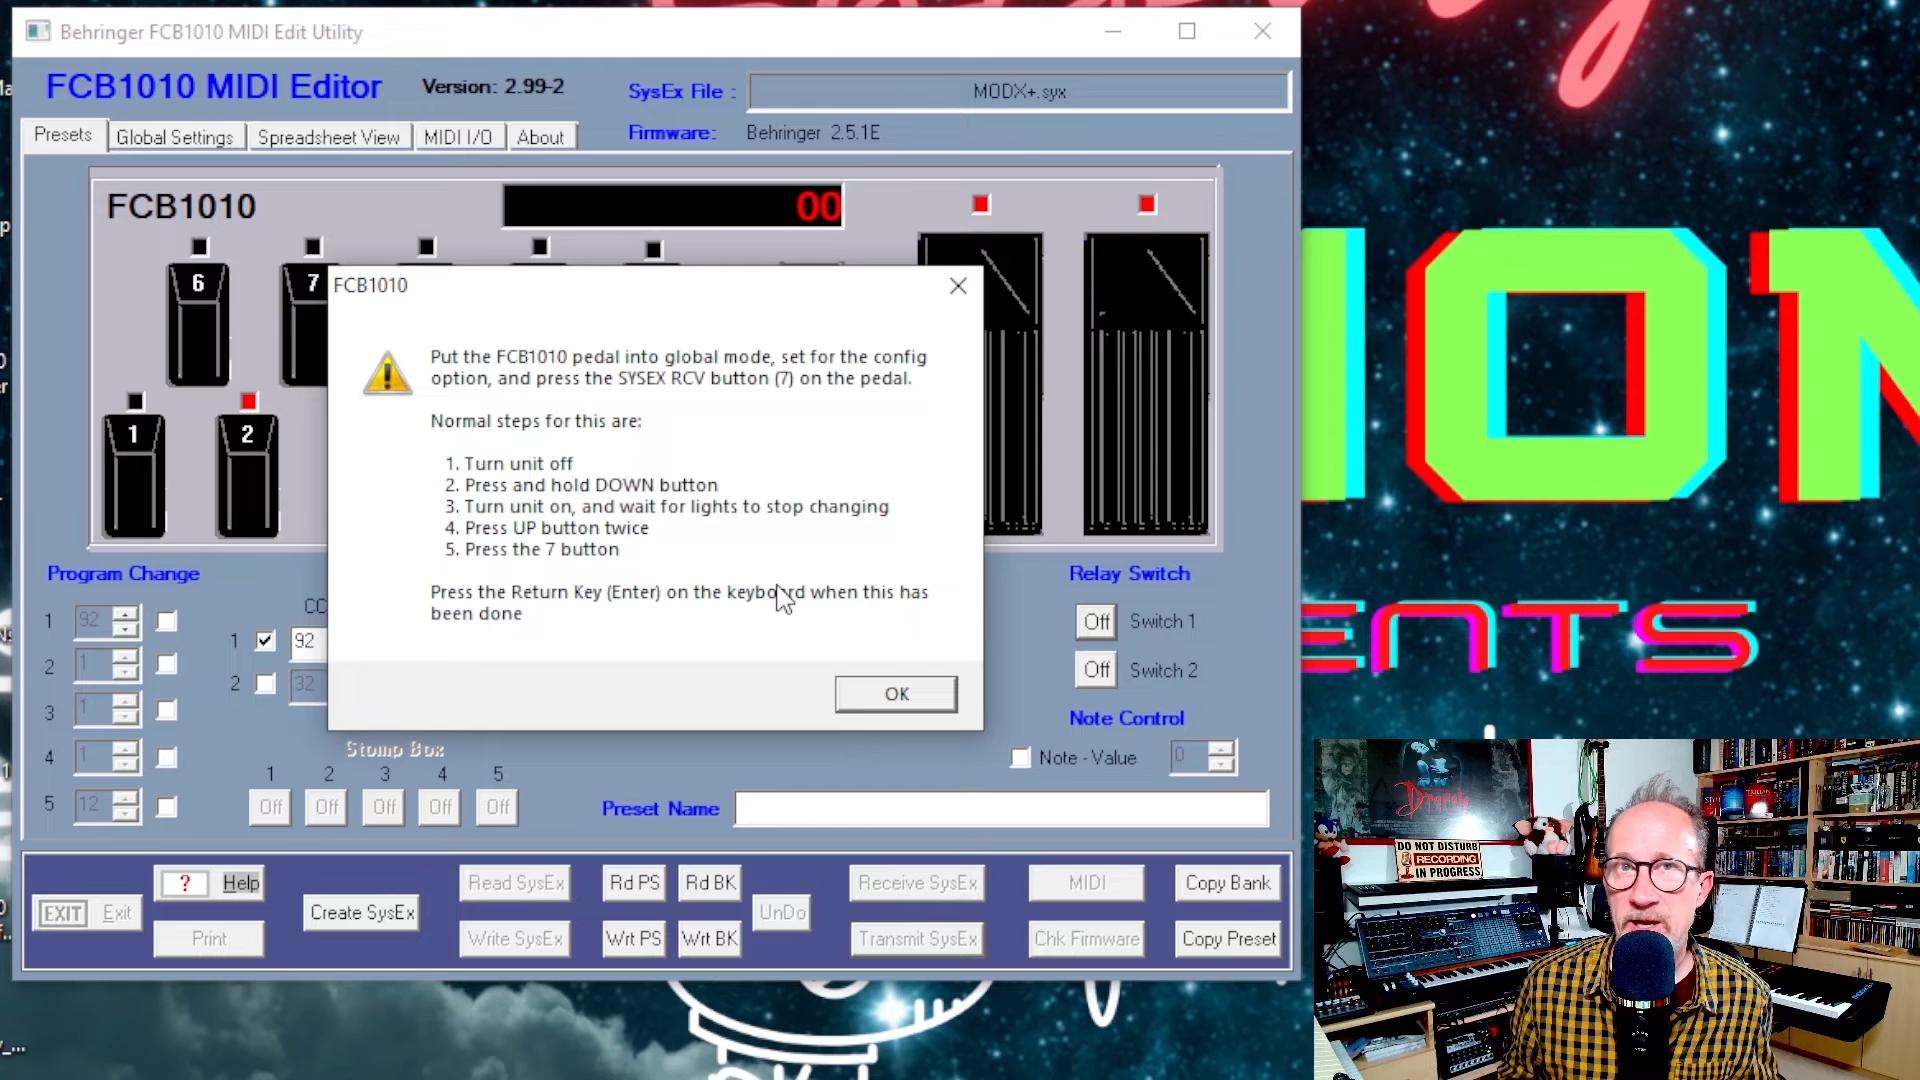 Behringer FCB1010 MIDI Edit Utility
FCB1010 MIDI Editor
Version: 2.99-2
SysEx File :
MODX+.syx
Firmware:
Behringer 2.5.1E
Presets
Global Settings
Spreadsheet View
MIDI I/O
About
FCB1010
00
6
7
1
2
FCB1010
Put the FCB1010 pedal into global mode, set for the config
option, and press the SYSEX RCV button (7) on the pedal.
Normal steps for this are:
1. Turn unit off
2. Press and hold DOWN button
3. Turn unit on, and wait for lights to stop changing
4. Press UP button twice
5. Press the 7 button
Press the Return Key (Enter) on the keyboard when this has
been done
OK
Program Change
1 92
2 1
3 1
4 1
5 12
CC
1 92
2 32
Relay Switch
Off Switch 1
Off Switch 2
Note Control
Note - Value 0
Stomp Box
1 2 3 4 5
Off Off Off Off Off
Preset Name
EXIT Exit
? Help
Print
Create SysEx
Read SysEx
Write SysEx
Rd PS
Rd BK
Wrt PS
Wrt BK
UnDo
Receive SysEx
Transmit SysEx
MIDI
Chk Firmware
Copy Bank
Copy Preset
ENTS
Dracula
DO NOT DISTURB
RECORDING
IN PROGRESS